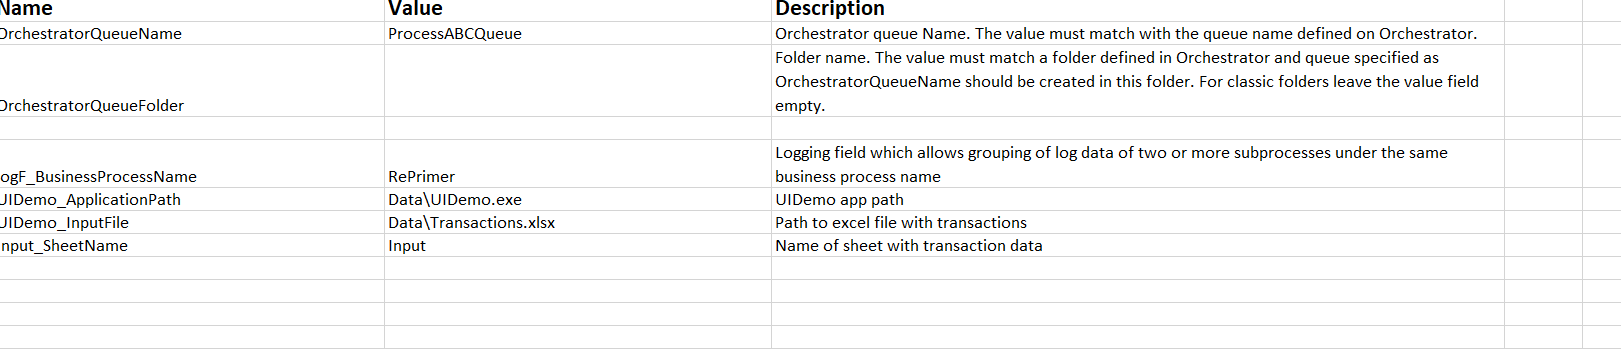 Name Value Description
OrchestratorQueueName ProcessABCQueue Orchestrator queue Name. The value must match with the queue name defined on Orchestrator.
Folder name. The value must match a folder defined in Orchestrator and queue specified as
OrchestratorQueueName should be created in this folder. For classic folders leave the value field
OrchestratorQueueFolder empty.
Logging field which allows grouping of log data of two or more subprocesses under the same
ogF_BusinessProcessName RePrimer business process name
UIDemo_ApplicationPath Data\UIDemo.exe UIDemo app path
UIDemo_InputFile Data\Transactions.xlsx Path to excel file with transactions
nput_SheetName Input Name of sheet with transaction data